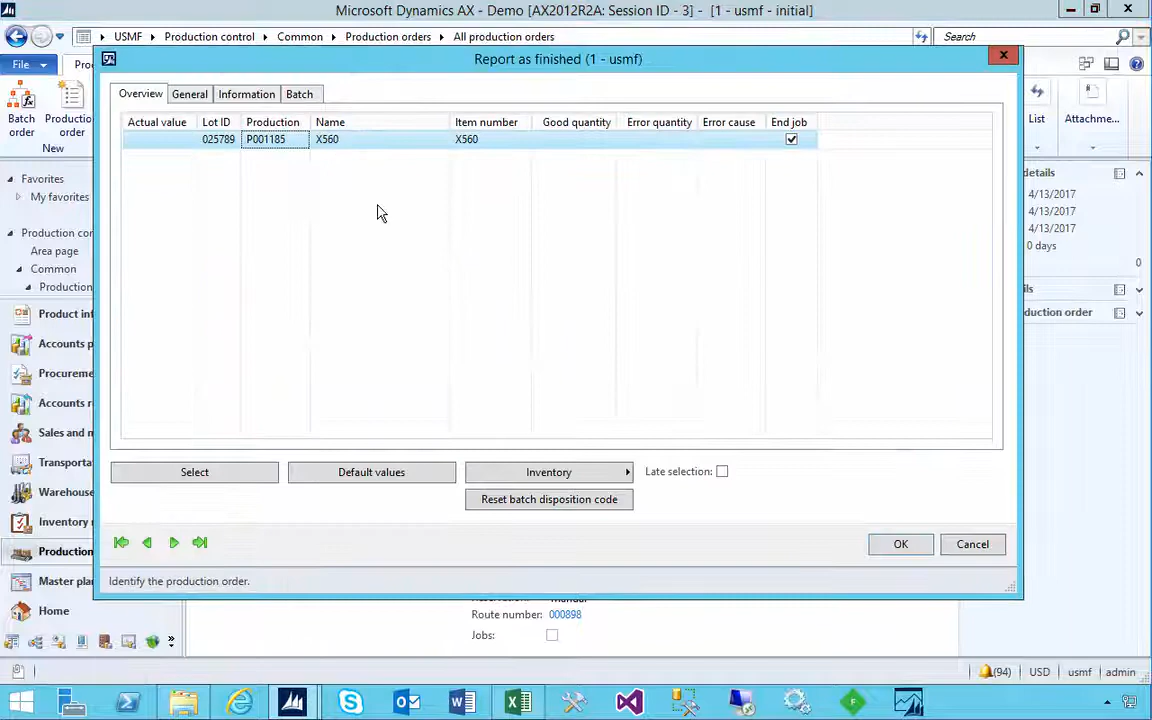 Microsoft Dynamics AX - Demo [AX2012R2A: Session ID - 3] - [1 - usmf - initial]
USMF
Production control
Common
Production orders
All production orders
Search
File
Report as finished (1 - usmf)
Overview
General
Information
Batch
Actual value
Lot ID
Production
Name
Item number
Good quantity
Error quantity
Error cause
End job
025789
P001185
X560
X560
Batch
order
Productio
order
New
List
Attachme...
Favorites
My favorites
Production cor
Area page
Common
Production
Product inf
Accounts p
Procureme
Accounts r
Sales and m
Transporta
Warehous
Inventory r
Production
Master pla
Home
details
4/13/2017
4/13/2017
4/13/2017
0 days
0
duction order
Select
Default values
Inventory
Late selection:
Reset batch disposition code
OK
Cancel
Identify the production order.
Route number: 000898
Jobs:
(94)
USD
usmf
admin